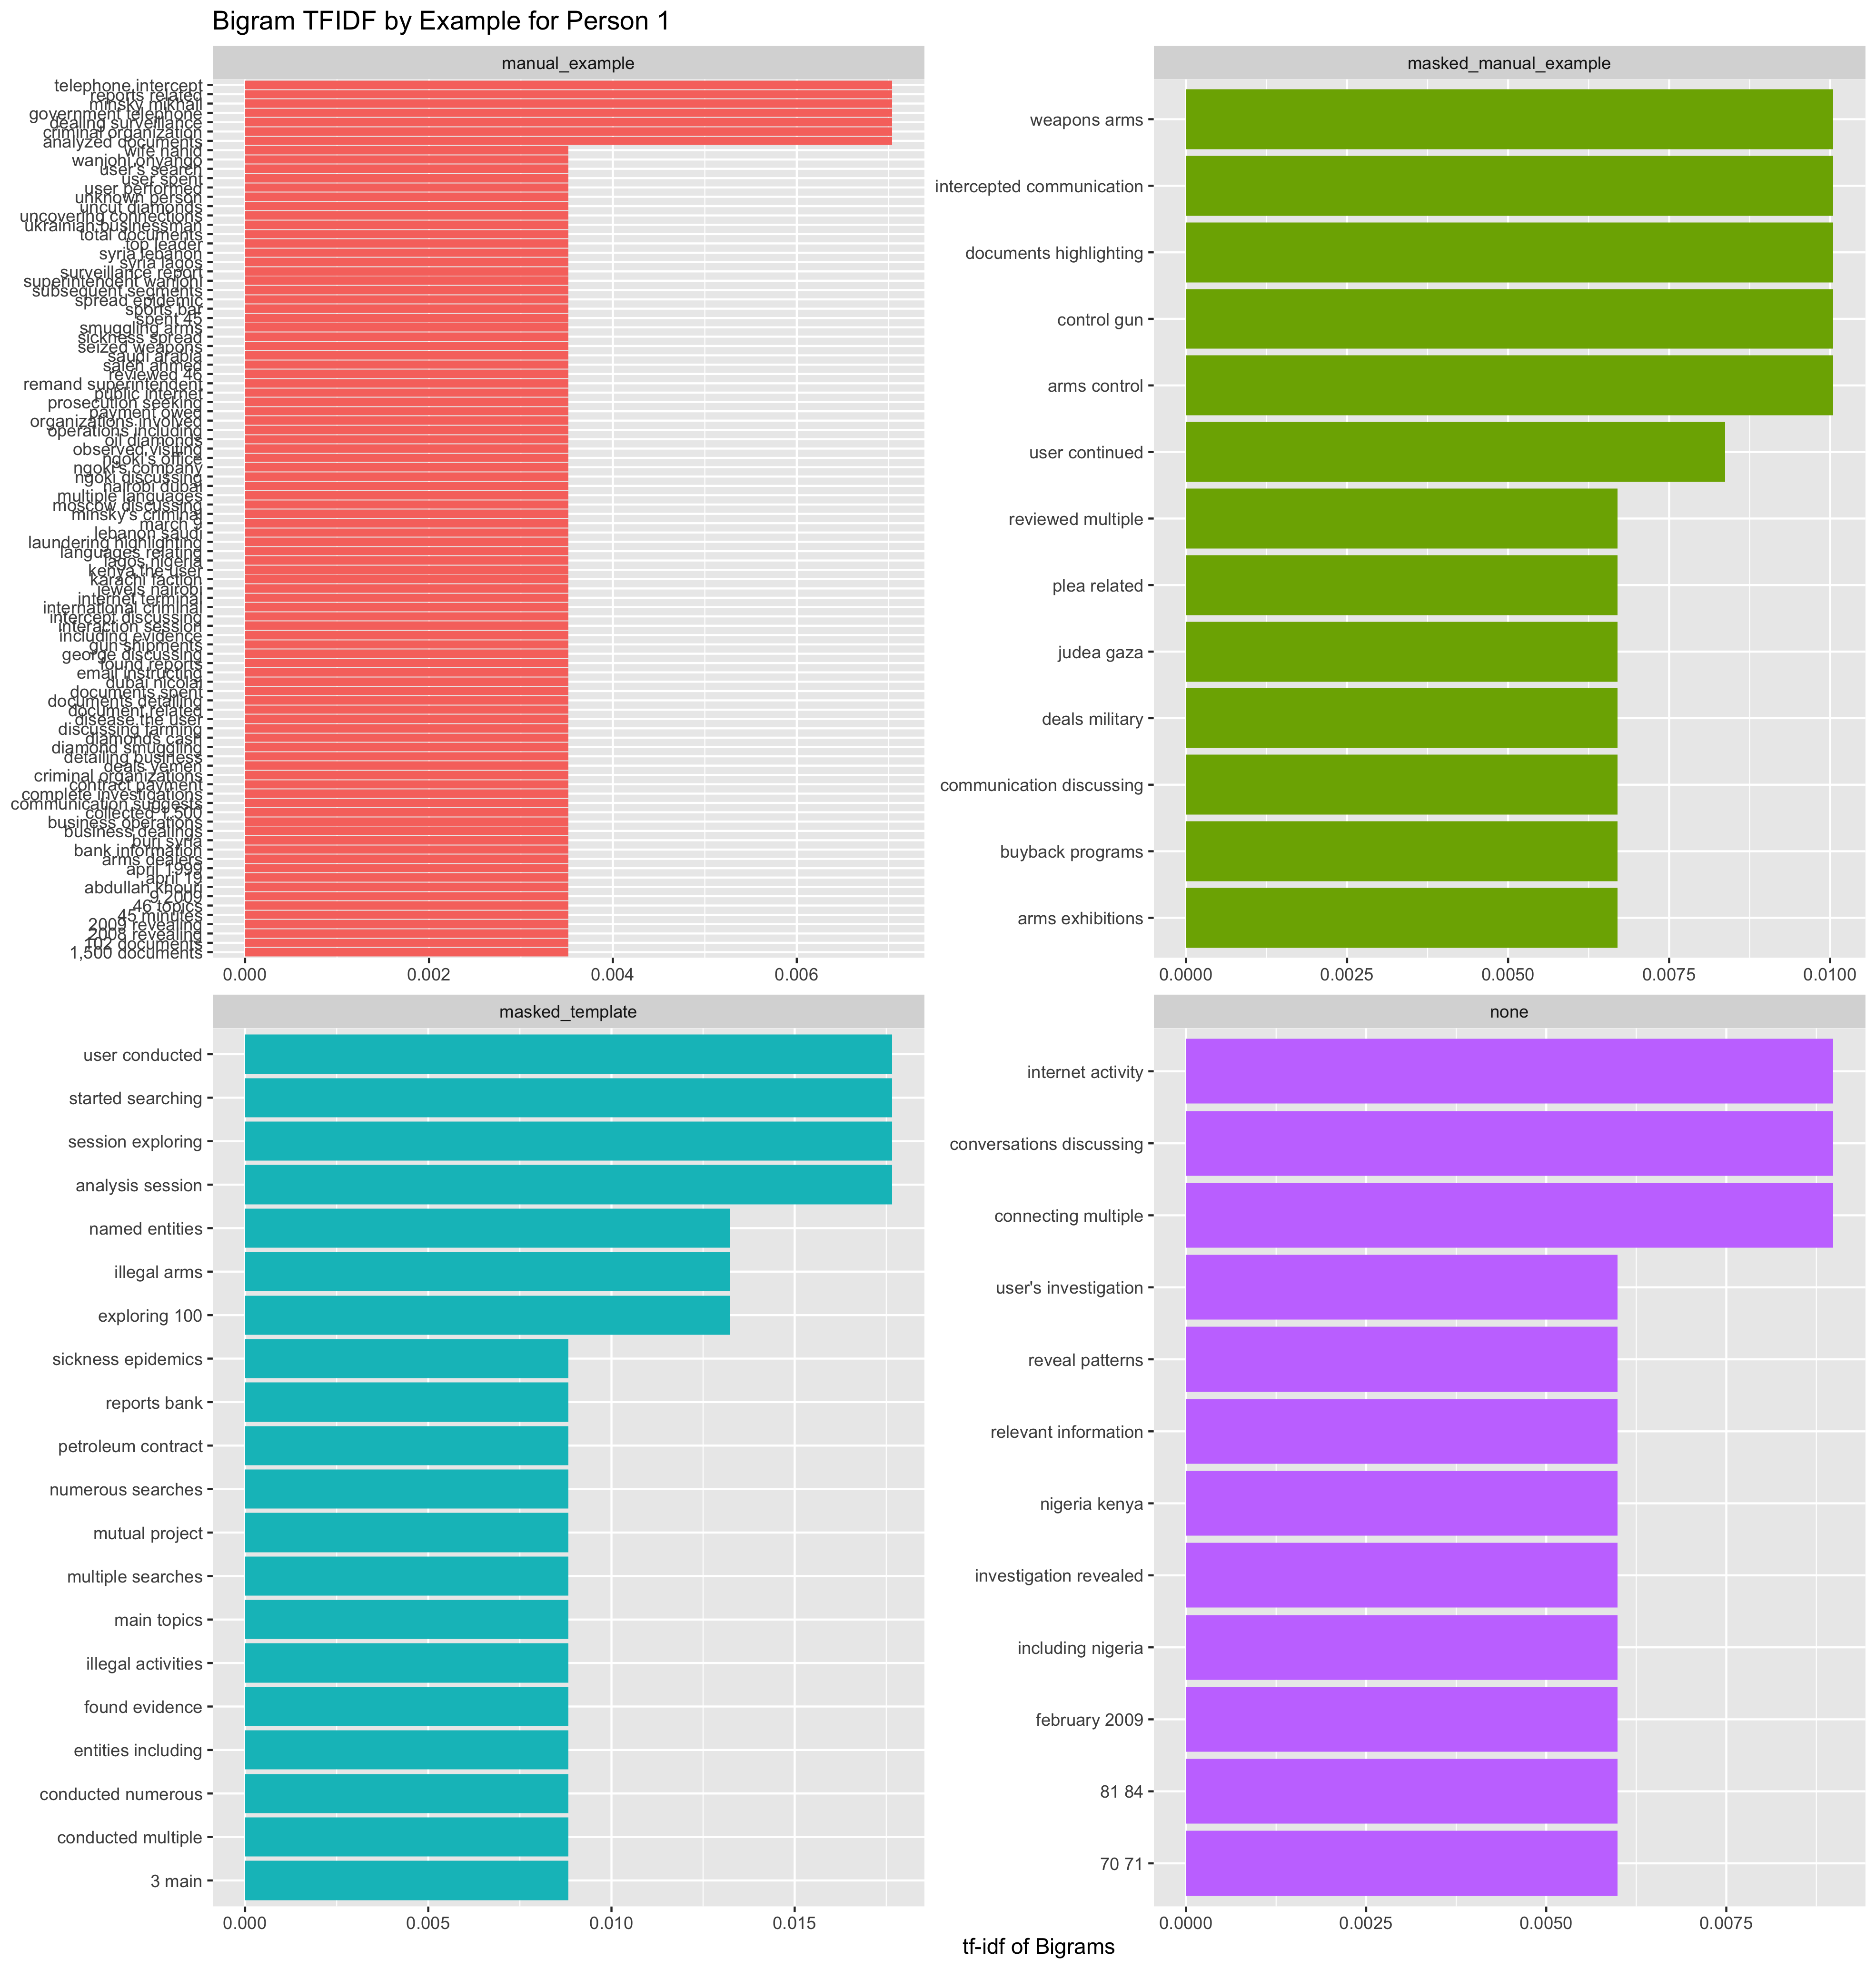 Bigram TFIDF by Example for Person 1
manual_example
telephone intercept
reports related
minsky mikhail
government telephone
dealing surveillance
criminal organization
analyzed documents
wife nahid
wanjohi onyango
user's search
user spent
user performed
unknown person
uncut diamonds
uncovering connections
ukrainian businessman
total documents
top leader
syria lebanon
syria lagos
surveillance report
superintendent wanjohi
subsequent segments
spread epidemic
sports bar
spent 45
smuggling arms
sickness spread
seized weapons
saudi arabia
saleh ahmed
reviewed 46
remand superintendent
public internet
prosecution seeking
payment owed
organizations involved
operations including
oil diamonds
observed visiting
ngoki's office
ngoki's company
ngoki discussing
nairobi dubai
multiple languages
moscow discussing
minsky's criminal
march 9
lebanon saudi
laundering highlighting
languages relating
lagos nigeria
kenya the user
karachi faction
jewels nairobi
internet terminal
international criminal
intercept discussing
interaction session
including evidence
gun shipments
george discussing
found reports
email instructing
dubai nicolai
documents spent
documents detailing
document related
disease the user
discussing farming
diamonds cash
diamond smuggling
detailing business
deals yemen
criminal organizations
contract payment
complete investigations
communication suggests
collected 1,500
business operations
business dealings
burj syria
bank information
arms dealers
april 1999
april 19
abdullah khouri
9 2009
46 topics
45 minutes
2009 revealing
2008 revealing
102 documents
1,500 documents
0.000 0.002 0.004 0.006
masked_manual_example
weapons arms
intercepted communication
documents highlighting
control gun
arms control
user continued
reviewed multiple
plea related
judea gaza
deals military
communication discussing
buyback programs
arms exhibitions
0.0000 0.0025 0.0050 0.0075 0.0100
masked_template
user conducted
started searching
session exploring
analysis session
named entities
illegal arms
exploring 100
sickness epidemics
reports bank
petroleum contract
numerous searches
mutual project
multiple searches
main topics
illegal activities
found evidence
entities including
conducted numerous
conducted multiple
3 main
0.000 0.005 0.010 0.015
none
internet activity
conversations discussing
connecting multiple
user's investigation
reveal patterns
relevant information
nigeria kenya
investigation revealed
including nigeria
february 2009
81 84
70 71
0.0000 0.0025 0.0050 0.0075
tf-idf of Bigrams